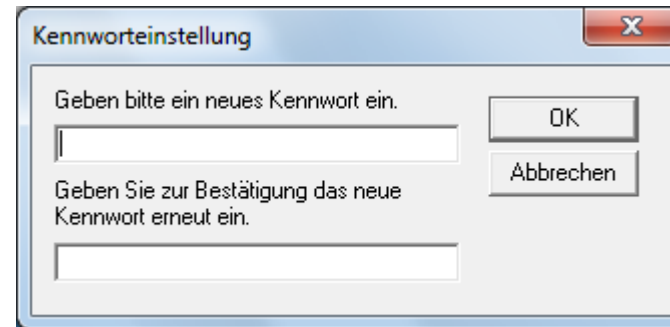 Kennworteinstellung
Geben bitte ein neues Kennwort ein.
OK
Abbrechen
Geben Sie zur Bestätigung das neue
Kennwort erneut ein.